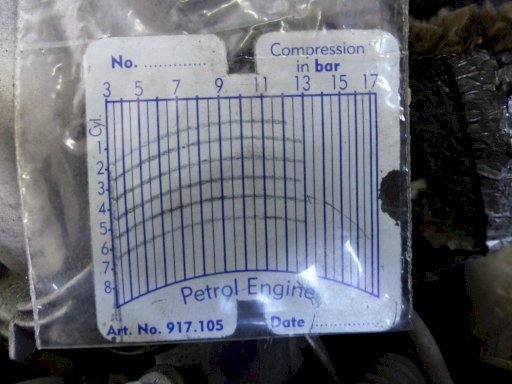 No. ..............
Compression
in bar
3 5 7 9 11 13 15 17
Cyl.
1
2
3
4
5
6
7
8
Petrol Engine
Art. No. 917.105
Date ..............